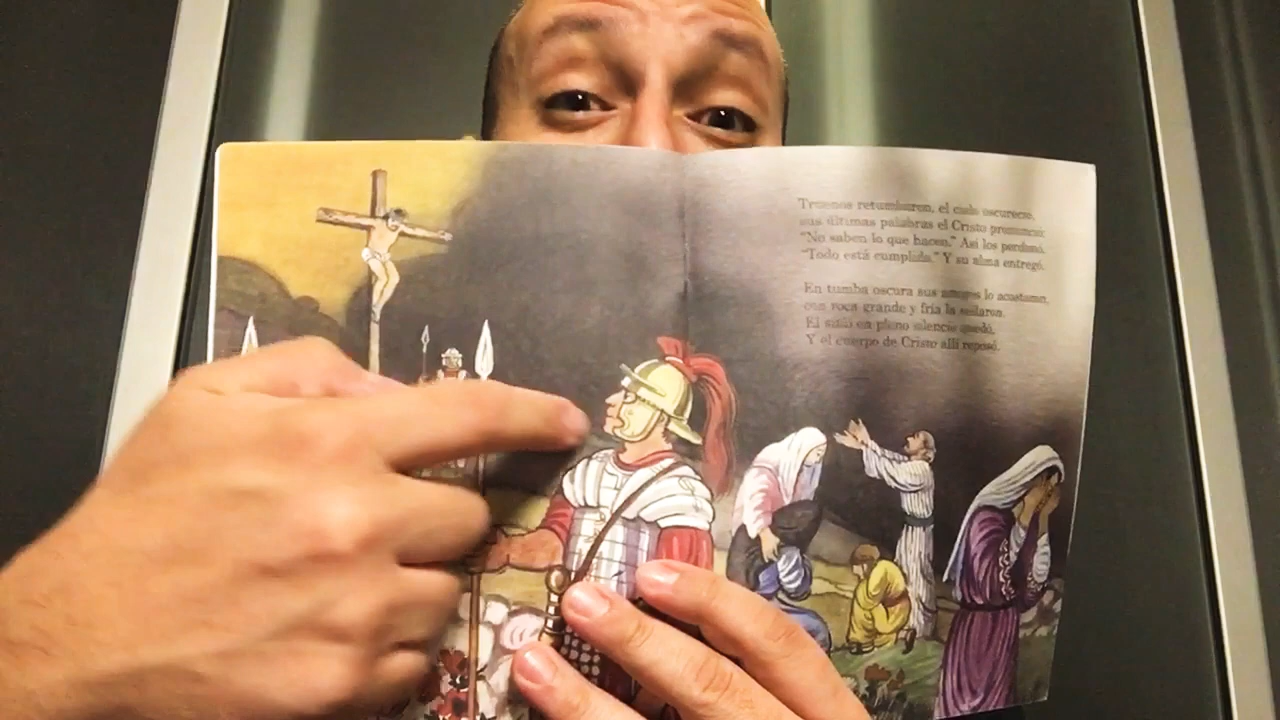 Truenos retumbaron, el cielo oscureció,
sus últimas palabras el Cristo pronunció:
"No saben lo que hacen." Así los perdonó.
"Todo está cumplido." Y su alma entregó.
En tumba oscura sus amigos lo acostaron,
con roca grande y fría la sellaron.
El sitio en pleno silencio quedó,
Y el cuerpo de Cristo allí reposó.